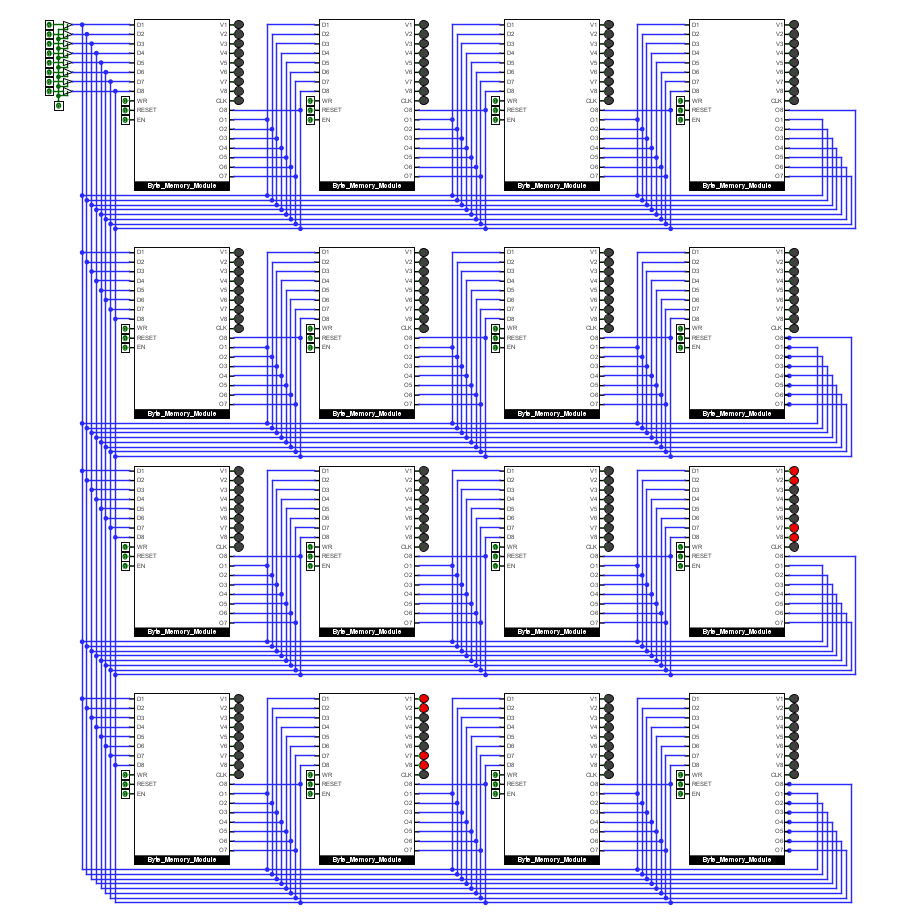 D1 V1 D1 V1 D1 V1 D1 V1
D2 V2 D2 V2 D2 V2 D2 V2
D3 V3 D3 V3 D3 V3 D3 V3
D4 V4 D4 V4 D4 V4 D4 V4
D5 V5 D5 V5 D5 V5 D5 V5
D6 V6 D6 V6 D6 V6 D6 V6
D7 V7 D7 V7 D7 V7 D7 V7
D8 V8 D8 V8 D8 V8 D8 V8
WR CLK WR CLK WR CLK WR CLK
RESET O8 RESET O8 RESET O8 RESET O8
EN O1 EN O1 EN O1 EN O1
O2 O2 O2 O2
O3 O3 O3 O3
O4 O4 O4 O4
O5 O5 O5 O5
O6 O6 O6 O6
O7 O7 O7 O7
Byte_Memory_Module Byte_Memory_Module Byte_Memory_Module Byte_Memory_Module
D1 V1 D1 V1 D1 V1 D1 V1
D2 V2 D2 V2 D2 V2 D2 V2
D3 V3 D3 V3 D3 V3 D3 V3
D4 V4 D4 V4 D4 V4 D4 V4
D5 V5 D5 V5 D5 V5 D5 V5
D6 V6 D6 V6 D6 V6 D6 V6
D7 V7 D7 V7 D7 V7 D7 V7
D8 V8 D8 V8 D8 V8 D8 V8
WR CLK WR CLK WR CLK WR CLK
RESET O8 RESET O8 RESET O8 RESET O8
EN O1 EN O1 EN O1 EN O1
O2 O2 O2 O2
O3 O3 O3 O3
O4 O4 O4 O4
O5 O5 O5 O5
O6 O6 O6 O6
O7 O7 O7 O7
Byte_Memory_Module Byte_Memory_Module Byte_Memory_Module Byte_Memory_Module
D1 V1 D1 V1 D1 V1 D1 V1
D2 V2 D2 V2 D2 V2 D2 V2
D3 V3 D3 V3 D3 V3 D3 V3
D4 V4 D4 V4 D4 V4 D4 V4
D5 V5 D5 V5 D5 V5 D5 V5
D6 V6 D6 V6 D6 V6 D6 V6
D7 V7 D7 V7 D7 V7 D7 V7
D8 V8 D8 V8 D8 V8 D8 V8
WR CLK WR CLK WR CLK WR CLK
RESET O8 RESET O8 RESET O8 RESET O8
EN O1 EN O1 EN O1 EN O1
O2 O2 O2 O2
O3 O3 O3 O3
O4 O4 O4 O4
O5 O5 O5 O5
O6 O6 O6 O6
O7 O7 O7 O7
Byte_Memory_Module Byte_Memory_Module Byte_Memory_Module Byte_Memory_Module
D1 V1 D1 V1 D1 V1 D1 V1
D2 V2 D2 V2 D2 V2 D2 V2
D3 V3 D3 V3 D3 V3 D3 V3
D4 V4 D4 V4 D4 V4 D4 V4
D5 V5 D5 V5 D5 V5 D5 V5
D6 V6 D6 V6 D6 V6 D6 V6
D7 V7 D7 V7 D7 V7 D7 V7
D8 V8 D8 V8 D8 V8 D8 V8
WR CLK WR CLK WR CLK WR CLK
RESET O8 RESET O8 RESET O8 RESET O8
EN O1 EN O1 EN O1 EN O1
O2 O2 O2 O2
O3 O3 O3 O3
O4 O4 O4 O4
O5 O5 O5 O5
O6 O6 O6 O6
O7 O7 O7 O7
Byte_Memory_Module Byte_Memory_Module Byte_Memory_Module Byte_Memory_Module